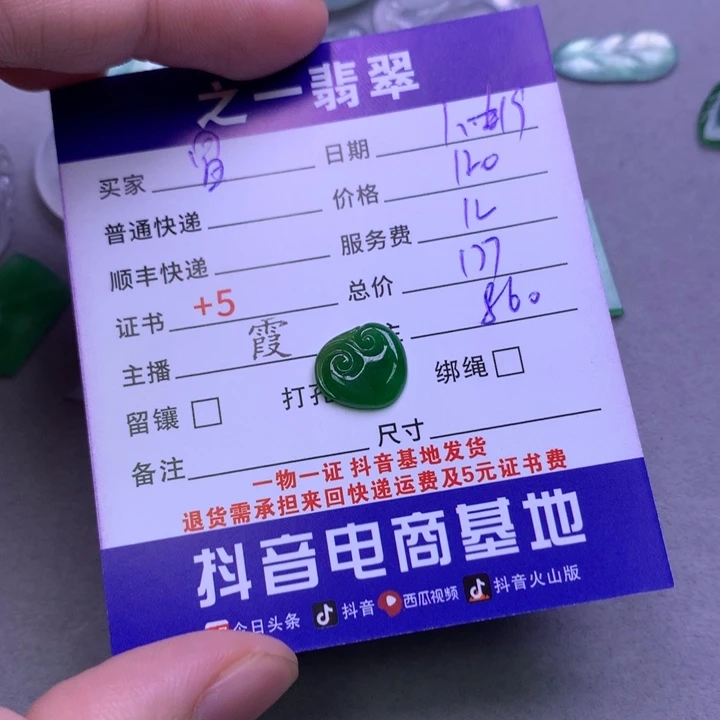 之一翡翠
买家 冒 日期
普通快递 价格 120
顺丰快递 服务费 12
证书 +5 总价 137
主播 霞 860
留镶 打孔 绑绳
备注 尺寸
一物一证 抖音基地发货
退货需承担来回快递运费及5元证书费
抖音电商基地
今日头条 抖音 西瓜视频 抖音火山版